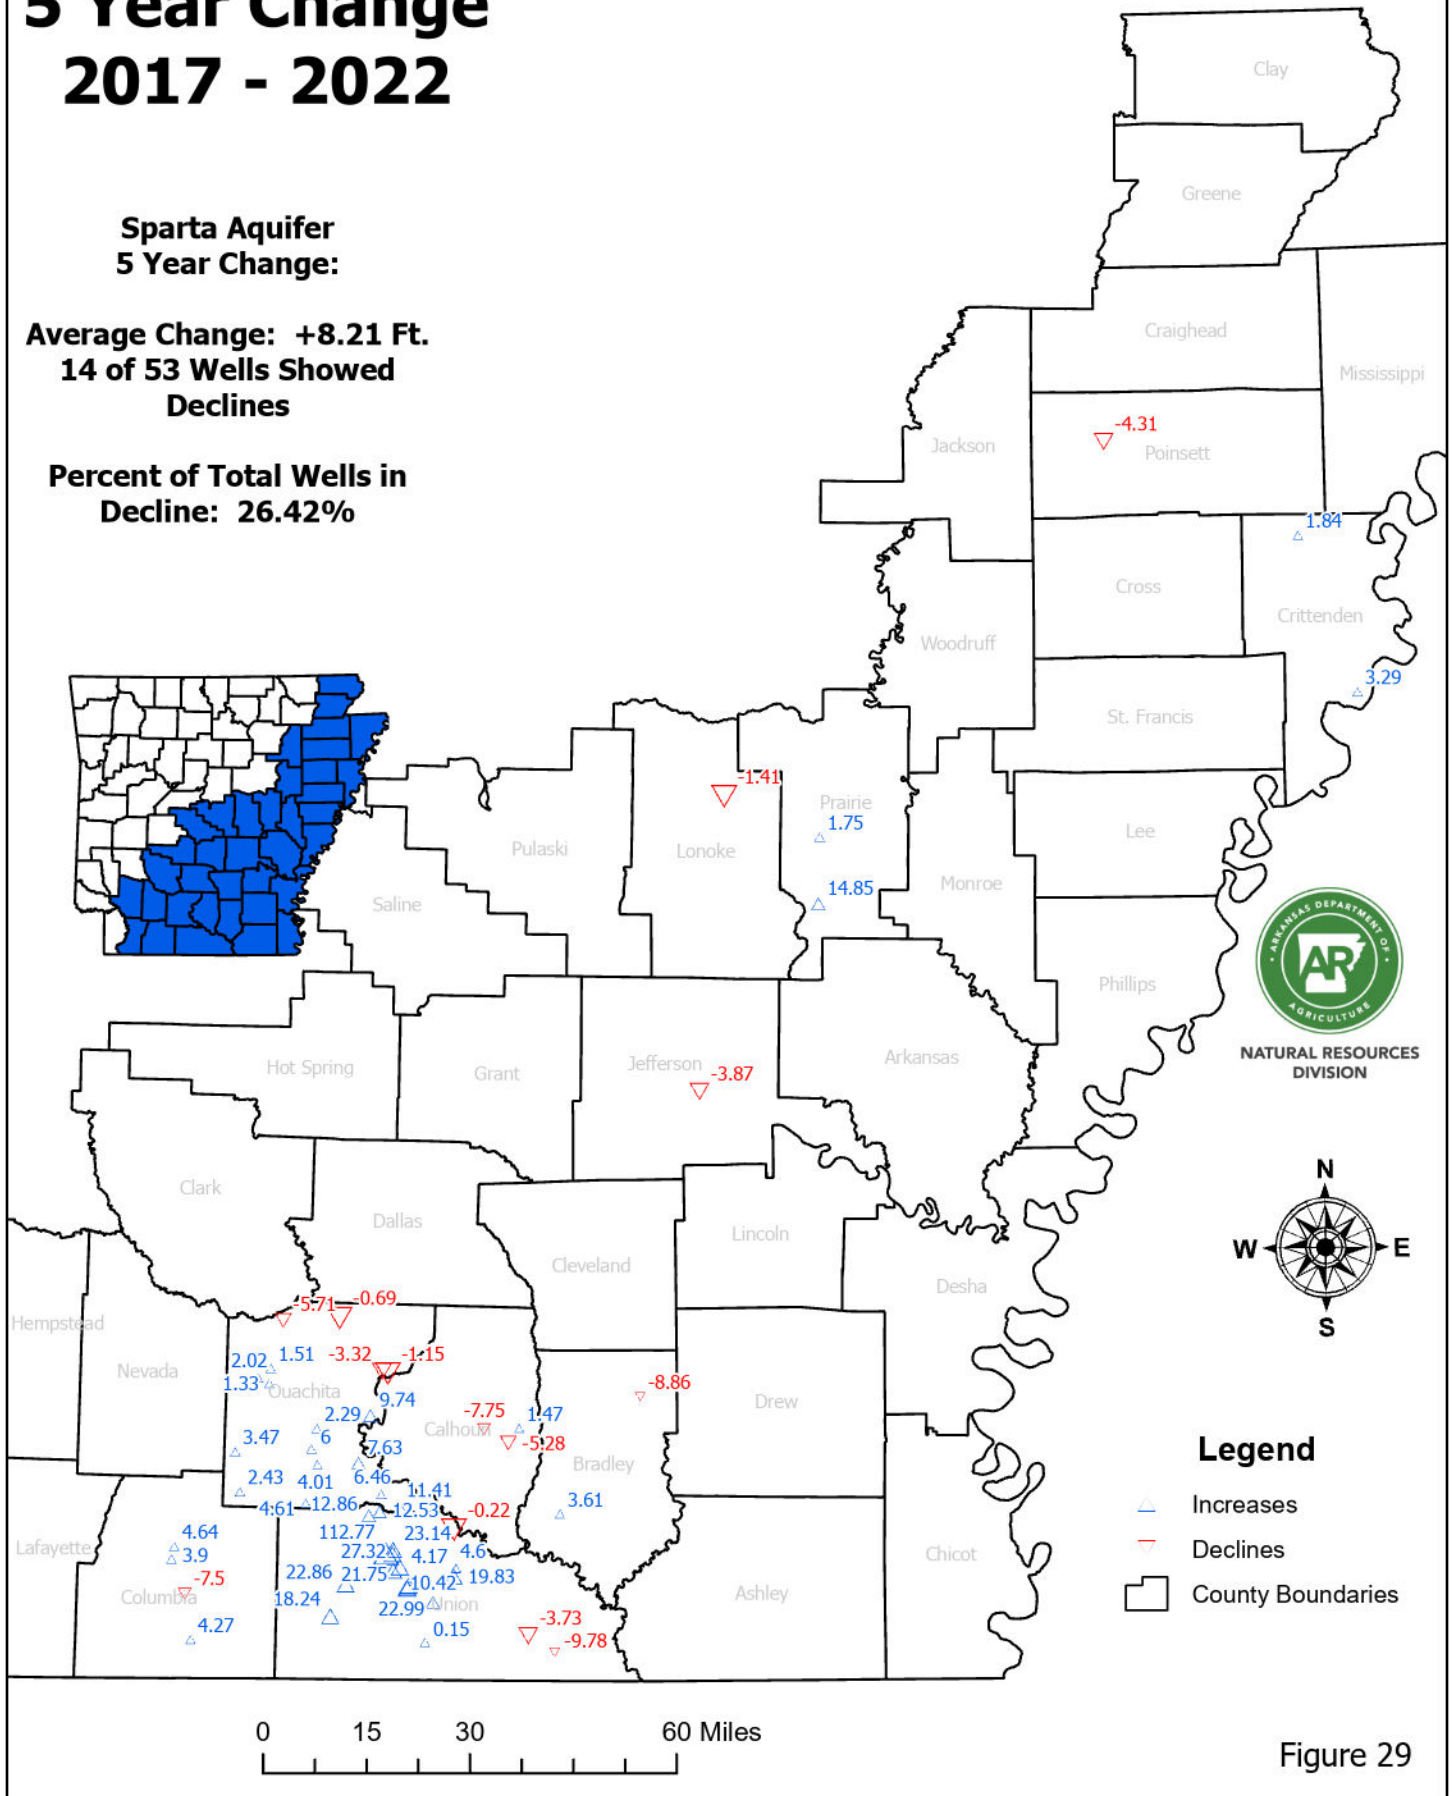 5 Year Change
2017 - 2022
Sparta Aquifer
5 Year Change:
Average Change: +8.21 Ft.
14 of 53 Wells Showed
Declines
Percent of Total Wells in
Decline: 26.42%
Clay
Greene
Craighead
Mississippi
Jackson
-4.31
Poinsett
1.84
Cross
Crittenden
Woodruff
3.29
St. Francis
-1.41
Prairie
1.75
Lee
Pulaski
Lonoke
14.85
Monroe
Saline
Phillips
ARKANSAS DEPARTMENT OF
AR
AGRICULTURE
NATURAL RESOURCES
DIVISION
Hot Spring
Grant
Jefferson
-3.87
Arkansas
Clark
Dallas
Lincoln
Cleveland
Desha
N
W
E
S
Hempstead
-5.71
-0.69
Nevada
2.02
1.51
-3.32
-1.15
1.33
Ouachita
-8.86
Drew
9.74
2.29
-7.75
1.47
Calhoun
6
3.47
7.63
-5.28
Bradley
2.43
4.01
6.46
11.41
4.61
12.86
12.53
-0.22
3.61
Lafayette
4.64
3.9
112.77
23.14
27.32
4.17
4.6
Chicot
22.86
21.75
10.42
19.83
-7.5
Columbia
18.24
22.99
Union
Ashley
4.27
0.15
-3.73
-9.78
Legend
Increases
Declines
County Boundaries
0 15 30 60 Miles
Figure 29